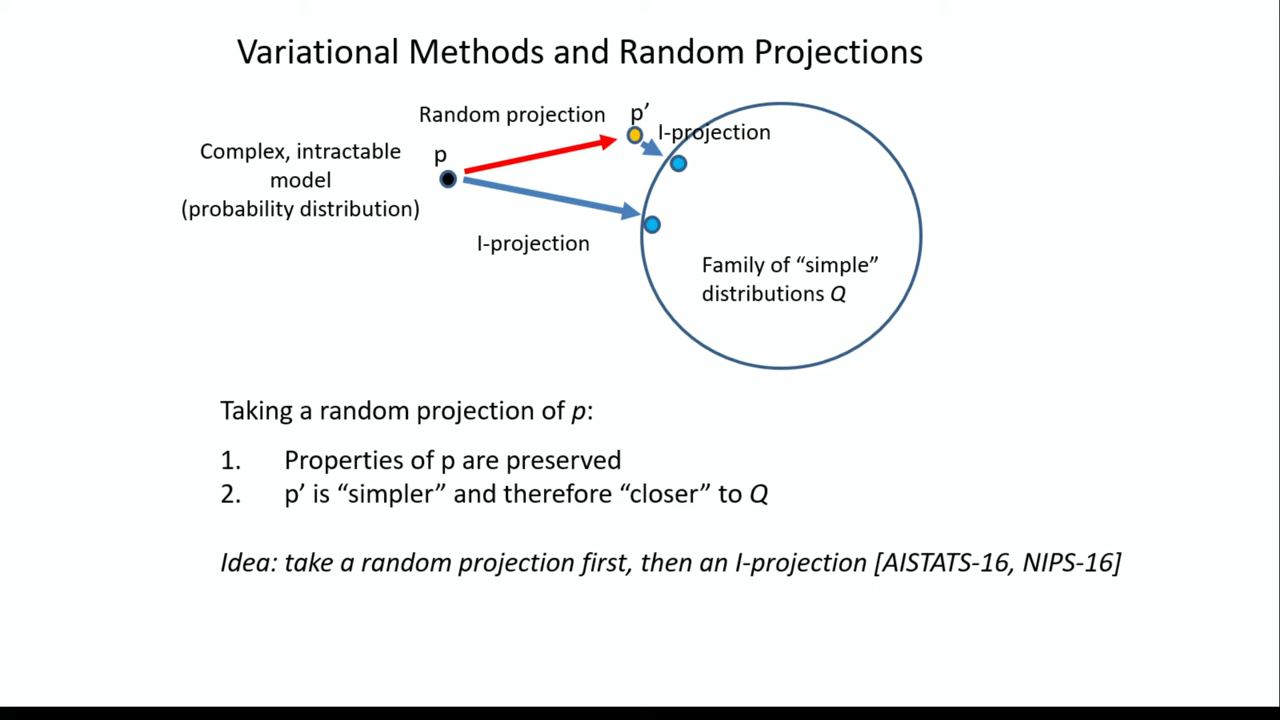 Variational Methods and Random Projections
Random projection
p’
I-projection
Complex, intractable
model
(probability distribution)
p
I-projection
Family of “simple”
distributions Q
Taking a random projection of p:
1. Properties of p are preserved
2. p’ is “simpler” and therefore “closer” to Q
Idea: take a random projection first, then an I-projection [AISTATS-16, NIPS-16]